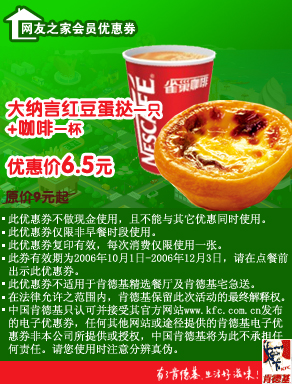 网友之家会员优惠券
大纳言红豆蛋挞一只
+咖啡一杯
优惠价6.5元
原价9元起
雀巢咖啡
NESCAFÉ
此优惠券不做现金使用，且不能与其它优惠同时使用。
此优惠券仅限非早餐时段使用。
此优惠券复印有效，每次消费仅限使用一张。
此券有效期为2006年10月1日-2006年12月3日，请在点餐前
出示此优惠券。
此优惠券不适用于肯德基精选餐厅及肯德基宅急送。
在法律允许之范围内，肯德基保留此次活动的最终解释权。
中国肯德基只认可并接受其官方网站www.kfc.com.cn发布
的电子优惠券，任何其他网站或途径提供的肯德基电子优
惠券非本公司所提供或授权，中国肯德基将为此不承担任
何责任。请您使用时注意分辨真伪。
有了肯德基 生活好滋味！
KFC
肯德基